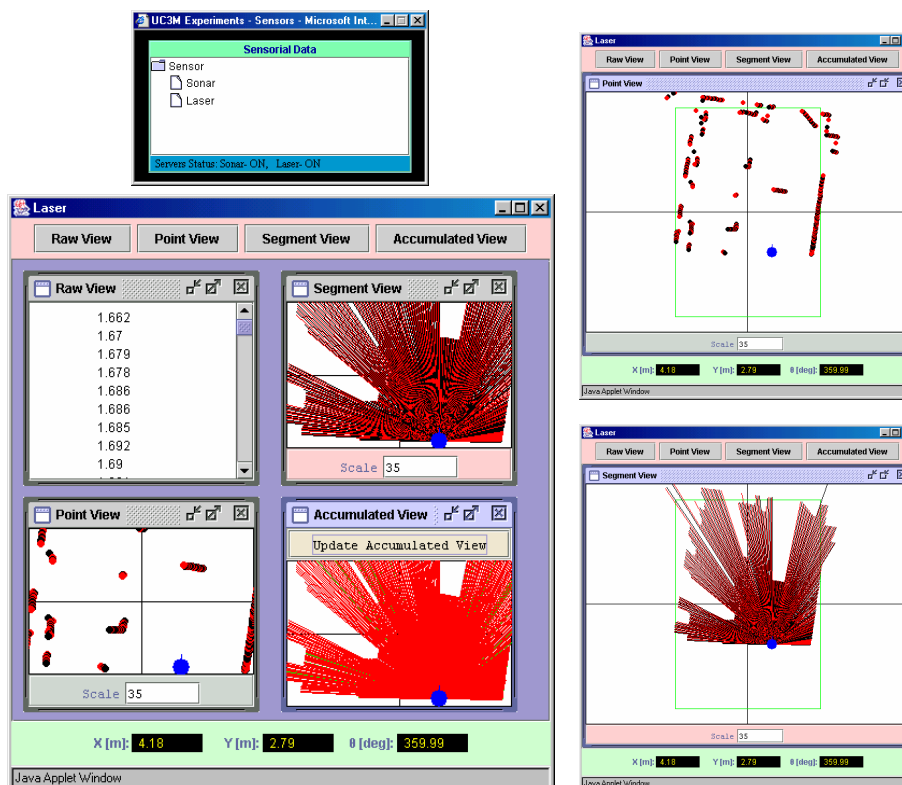 UC3M Experiments - Sensors - Microsoft Int...
Sensorial Data
Sensor
Sonar
Laser
Servers Status: Sonar- ON, Laser- ON
Laser
Raw View Point View Segment View Accumulated View
Raw View
1.662
1.67
1.679
1.678
1.686
1.686
1.685
1.692
1.69
Segment View
Scale 35
Point View
Scale 35
Accumulated View
Update Accumulated View
X [m]: 4.18 Y [m]: 2.79 θ [deg]: 359.99
Java Applet Window
Laser
Raw View Point View Segment View Accumulated View
Point View
Scale 35
X [m]: 4.18 Y [m]: 2.79 θ [deg]: 359.99
Java Applet Window
Laser
Raw View Point View Segment View Accumulated View
Segment View
Scale 35
X [m]: 4.18 Y [m]: 2.79 θ [deg]: 359.99
Java Applet Window